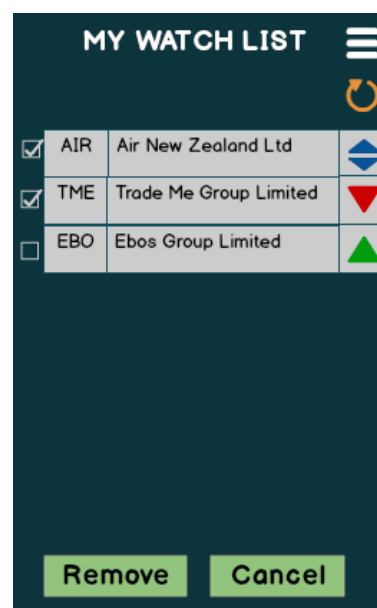 MY WATCH LIST
AIR Air New Zealand Ltd
TME Trade Me Group Limited
EBO Ebos Group Limited
Remove Cancel